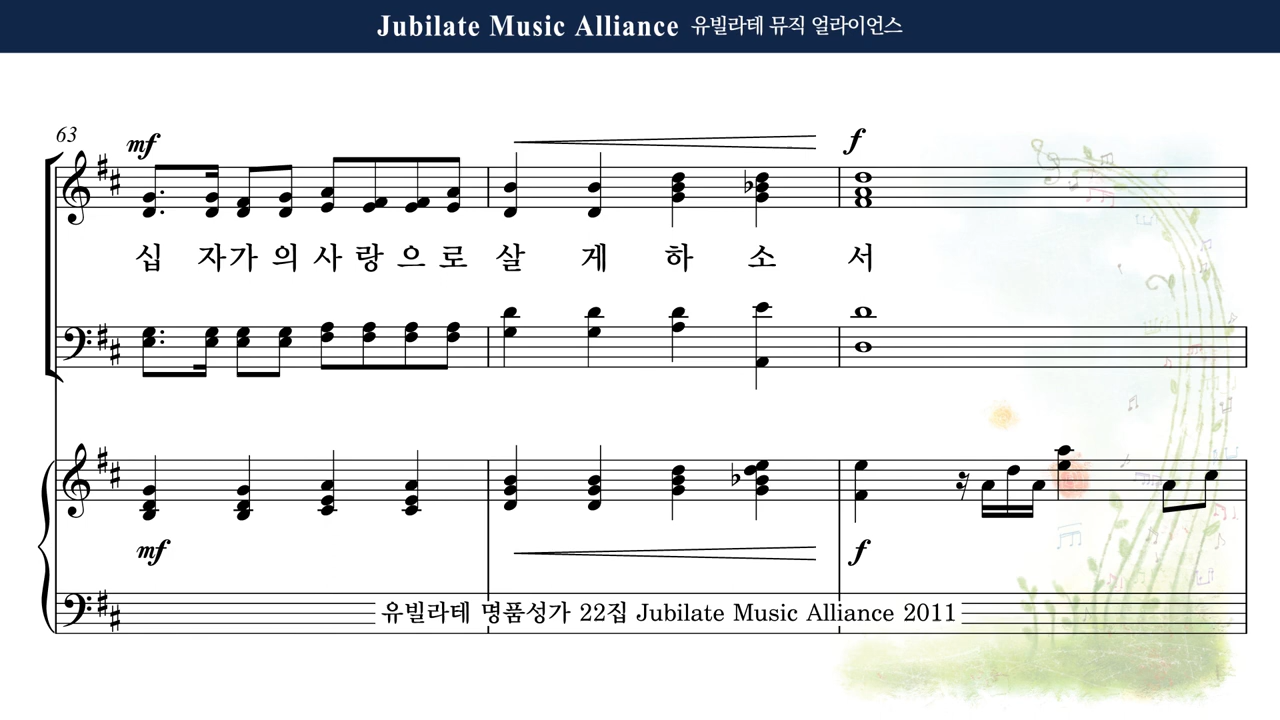 Jubilate Music Alliance 유빌라테 뮤직 얼라이언스
63
mf f
십 자가 의 사 랑 으 로 살 게 하 소 서
mf f
유빌라테 명품성가 22집 Jubilate Music Alliance 2011